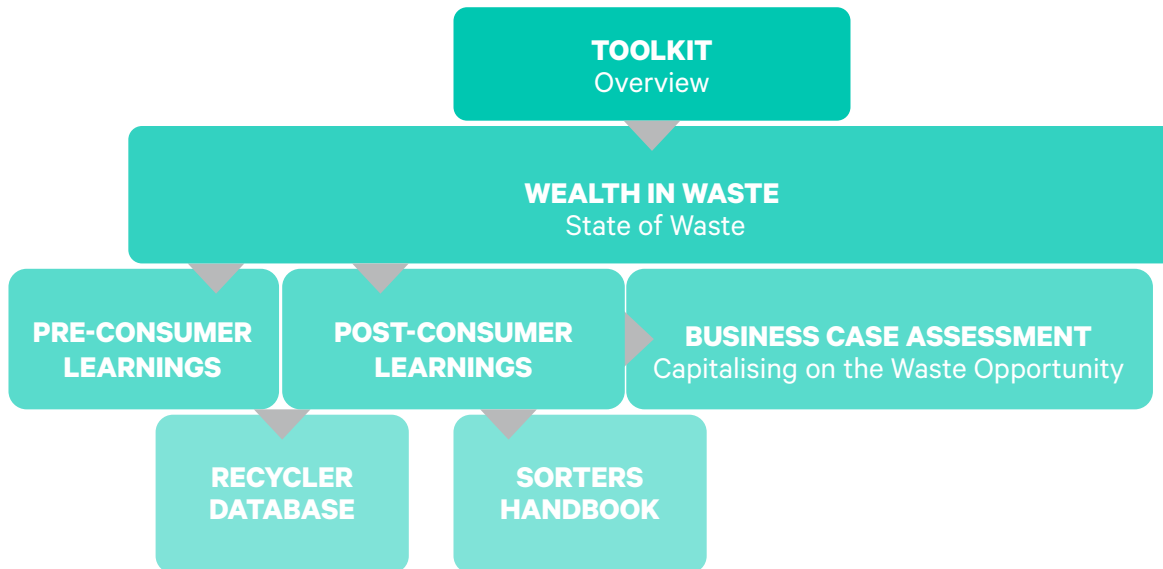 TOOLKIT
Overview
WEALTH IN WASTE
State of Waste
PRE-CONSUMER
LEARNINGS
POST-CONSUMER
LEARNINGS
BUSINESS CASE ASSESSMENT
Capitalising on the Waste Opportunity
RECYCLER
DATABASE
SORTERS
HANDBOOK